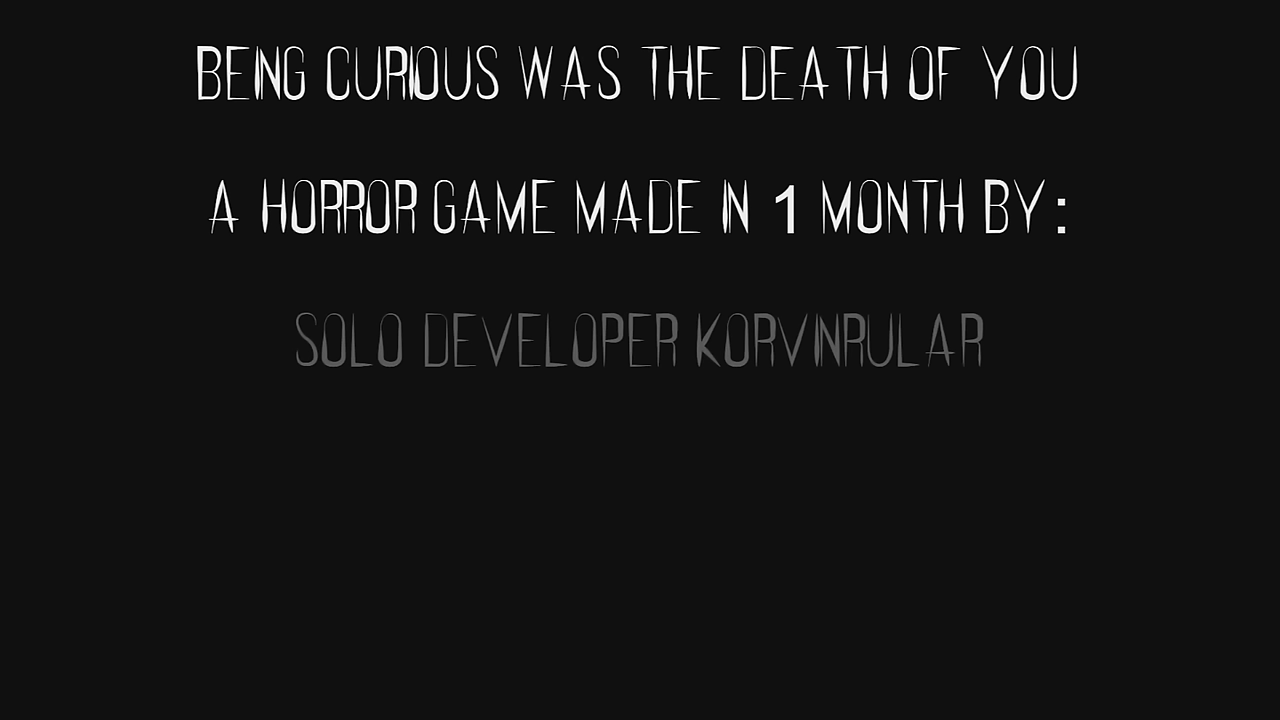 BEING CURIOUS WAS THE DEATH OF YOU
A HORROR GAME MADE IN 1 MONTH BY:
SOLO DEVELOPER KORVINRULAR